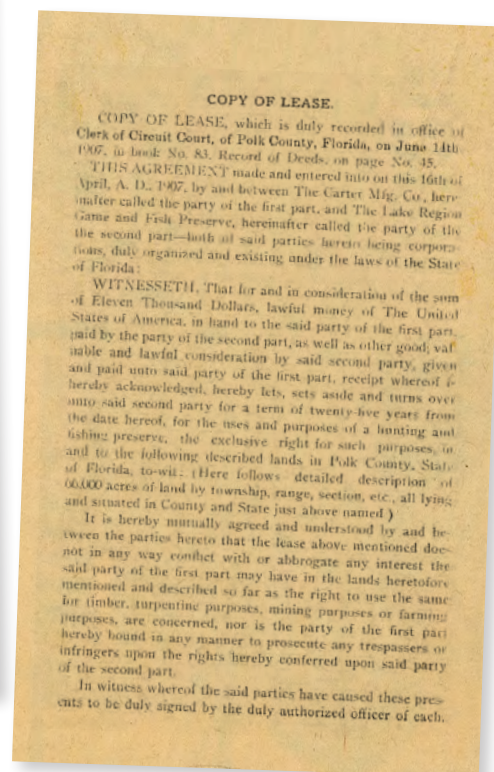 COPY OF LEASE.
COPY OF LEASE, which is duly recorded in office of
Clerk of Circuit Court, of Polk County, Florida, on June 14th
1907, in book No. 83, Record of Deeds, on page No. 45.
THIS AGREEMENT made and entered into on this 16th of
April, A. D., 1907, by and between The Carter Mfg. Co., here-
inafter called the party of the first part, and The Lake Region
Game and Fish Preserve, hereinafter called the party of the
the second part—both of said parties hereto being corpora-
tions, duly organized and existing under the laws of the State
of Florida:
WITNESSETH, That for and in consideration of the sum
of Eleven Thousand Dollars, lawful money of The United
States of America, in hand to the said party of the first part,
paid by the party of the second part, as well as other good, val-
uable and lawful consideration by said second party, given
and paid unto said party of the first part, receipt whereof is
hereby acknowledged, hereby lets, sets aside and turns over
unto said second party for a term of twenty-five years from
the date hereof, for the uses and purposes of a hunting and
fishing preserve, the exclusive right for such purposes, in
and to the following described lands in Polk County, State
of Florida, to-wit: (Here follows detailed description of
60,000 acres of land by township, range, section, etc., all lying
and situated in County and State just above named )
It is hereby mutually agreed and understood by and be-
tween the parties hereto that the lease above mentioned does
not in any way conflict with or abbrogate any interest the
said party of the first part may have in the lands heretofore
mentioned and described so far as the right to use the same
for timber, turpentine purposes, mining purposes or farming
purposes, are concerned, nor is the party of the first part
hereby bound in any manner to prosecute any trespassers or
infringers upon the rights hereby conferred upon said party
of the second part.
In witness whereof the said parties have caused these pres-
ents to be duly signed by the duly authorized officer of each.